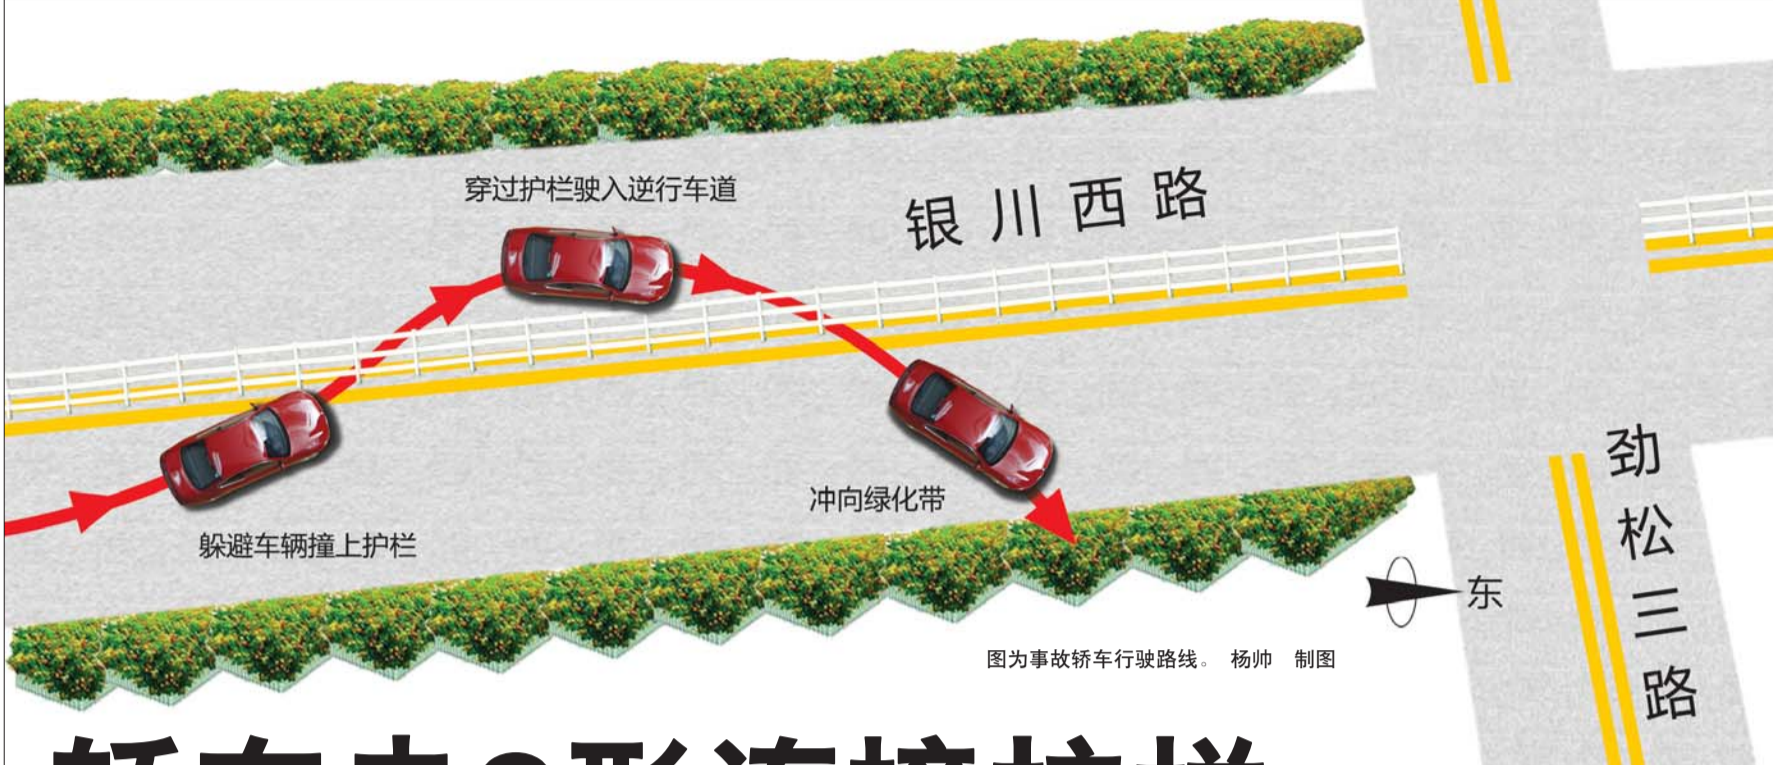 穿过护栏驶入逆行车道
银川西路
冲向绿化带
躲避车辆撞上护栏
劲松三路
东
图为事故轿车行驶路线。 杨帅 制图